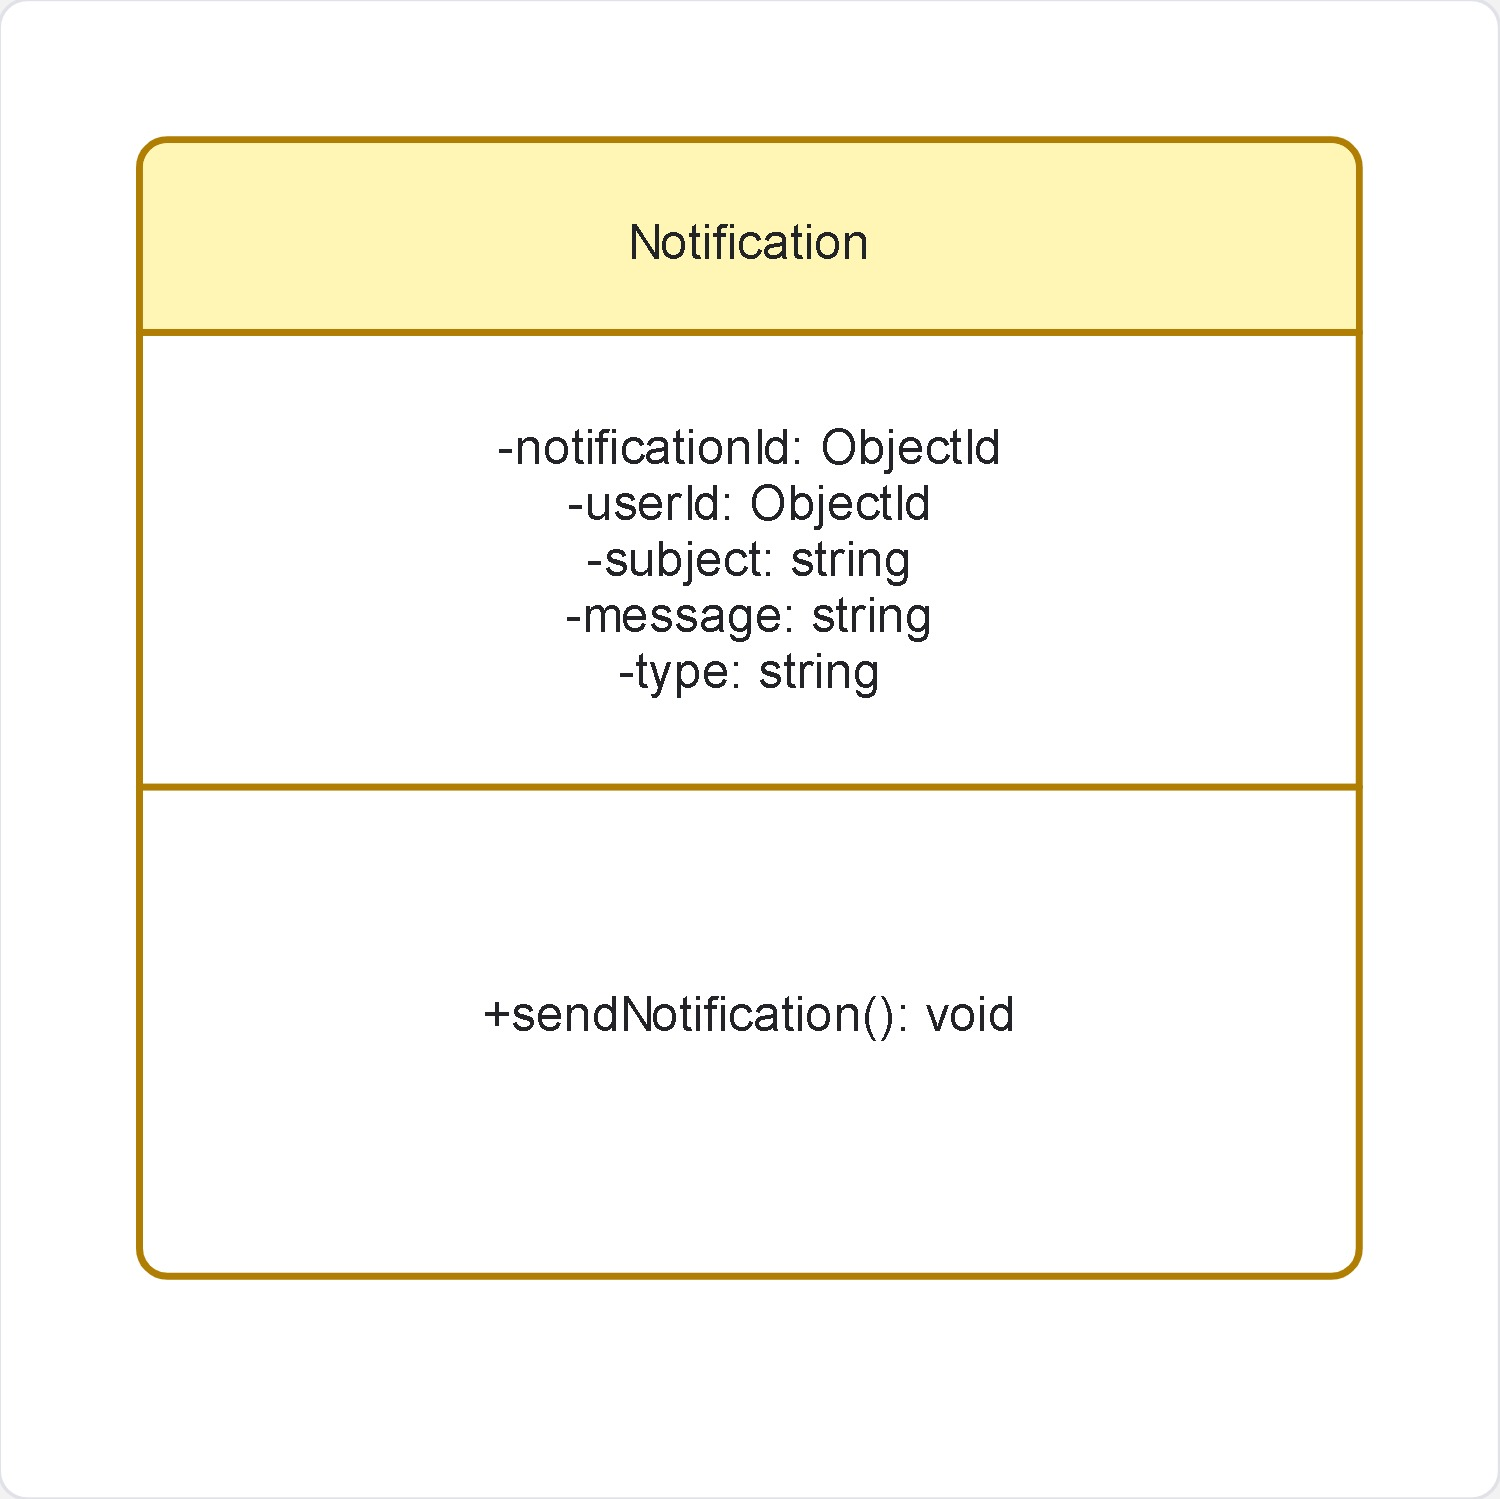 Notification
-notificationId: ObjectId
-userId: ObjectId
-subject: string
-message: string
-type: string
+sendNotification(): void